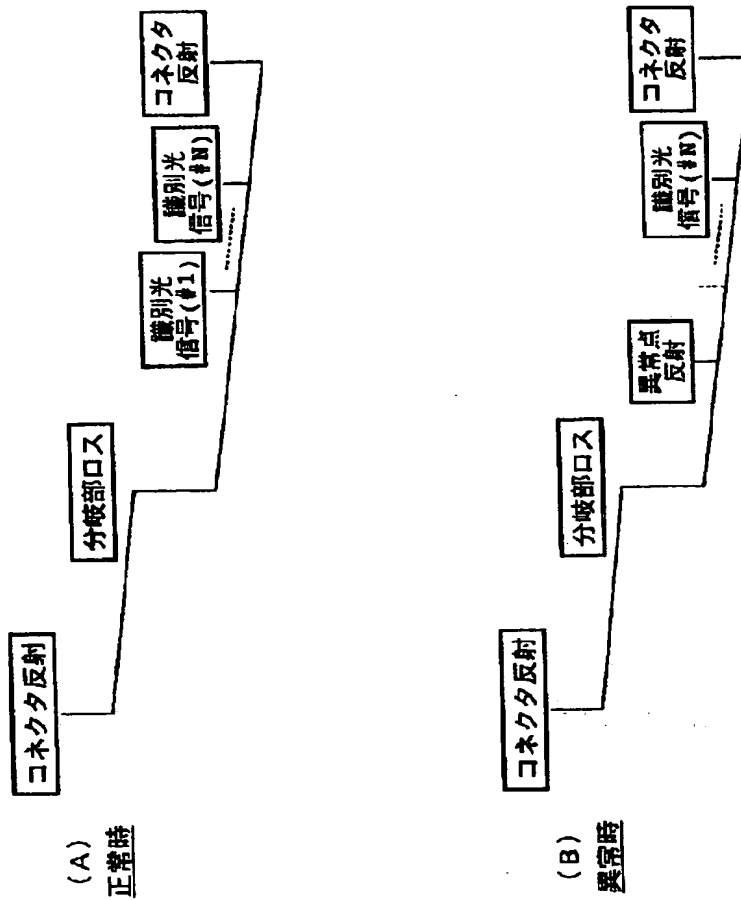 (A)
正常時
コネクタ反射
分岐部ロス
識別光
信号(#1)
識別光
信号(#N)
コネクタ
反射
(B)
異常時
コネクタ反射
分岐部ロス
異常点
反射
識別光
信号(#N)
コネクタ
反射